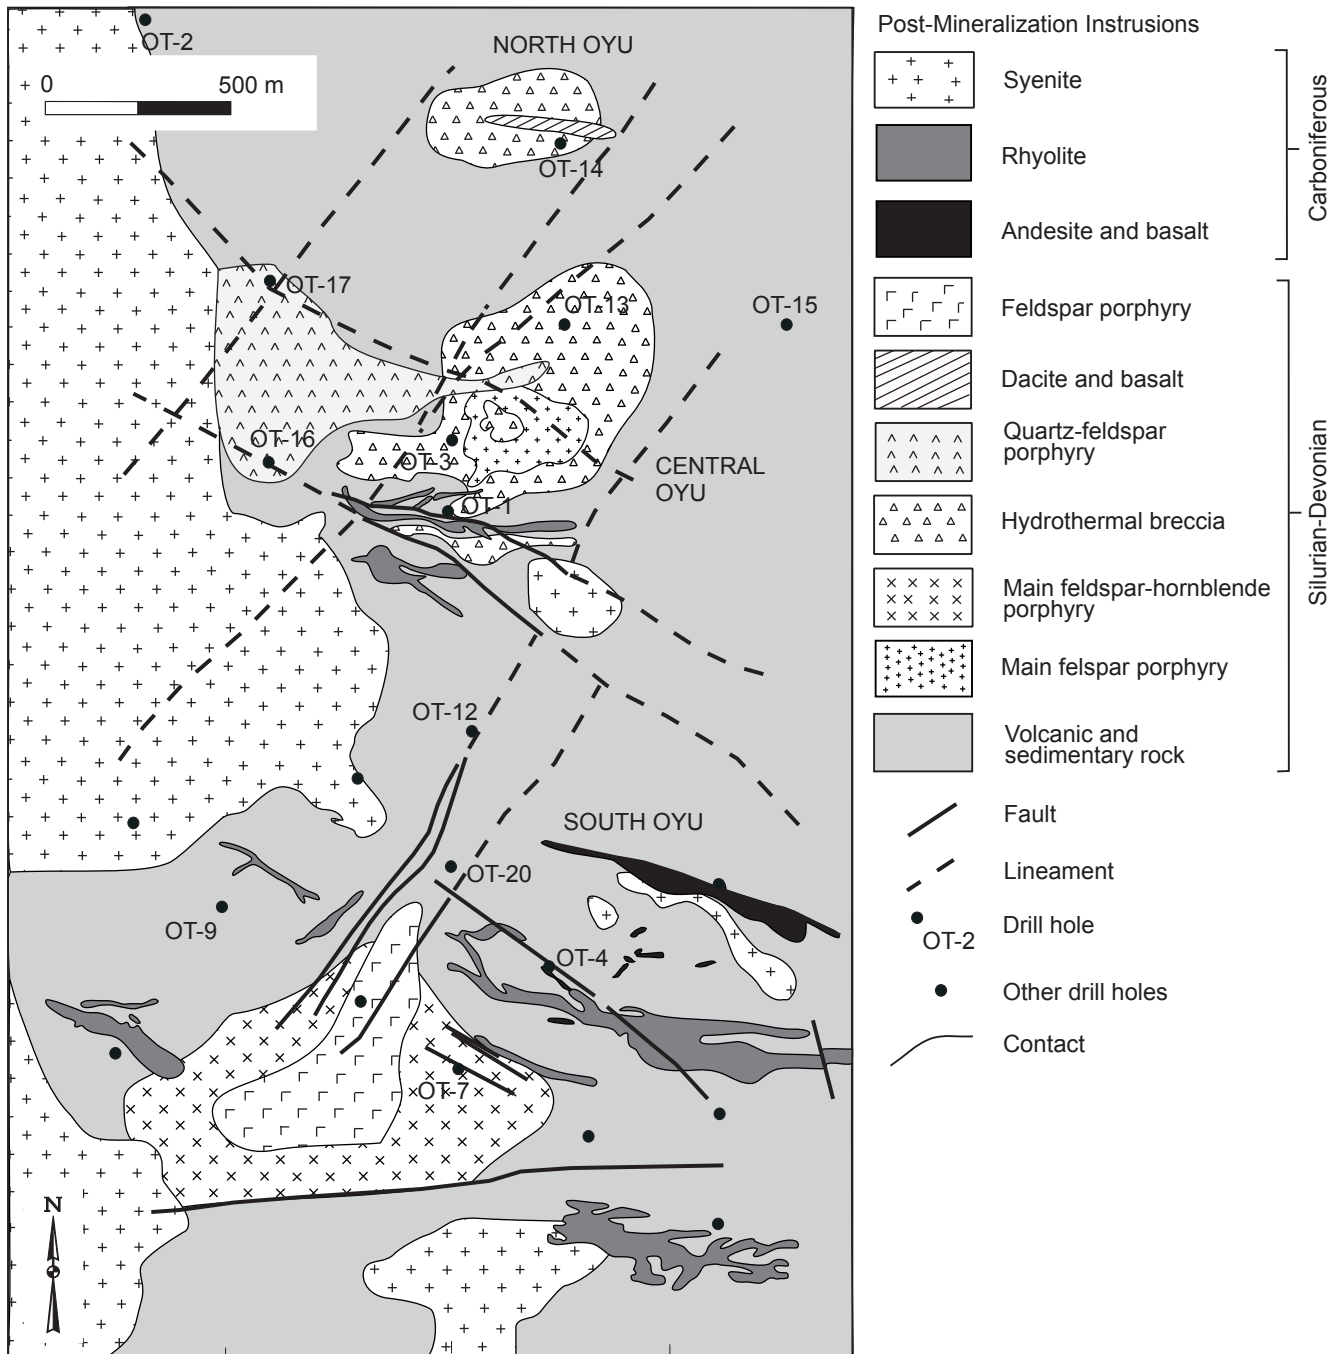 OT-2
0 500 m
NORTH OYU
OT-14
OT-17
OT-13
OT-15
OT-16
OT-3
CENTRAL
OYU
OT-1
OT-12
SOUTH OYU
OT-20
OT-9
OT-4
OT-7
N
Post-Mineralization Instrusions
Syenite
Rhyolite
Andesite and basalt
Carboniferous
Feldspar porphyry
Dacite and basalt
Quartz-feldspar
porphyry
Hydrothermal breccia
Main feldspar-hornblende
porphyry
Main felspar porphyry
Volcanic and
sedimentary rock
Silurian-Devonian
Fault
Lineament
OT-2
Drill hole
Other drill holes
Contact